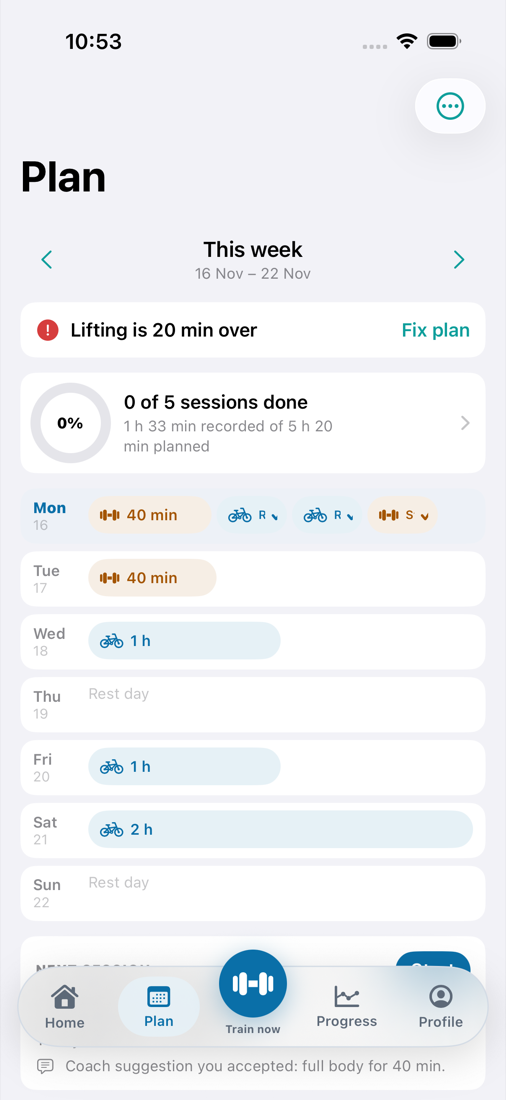 10:53
Plan
This week
16 Nov – 22 Nov
Lifting is 20 min over
Fix plan
0%
0 of 5 sessions done
1 h 33 min recorded of 5 h 20
min planned
Mon
16
40 min
R
R
S
Tue
17
40 min
Wed
18
1 h
Thu
19
Rest day
Fri
20
1 h
Sat
21
2 h
Sun
22
Rest day
Home
Plan
Train now
Progress
Profile
Coach suggestion you accepted: full body for 40 min.